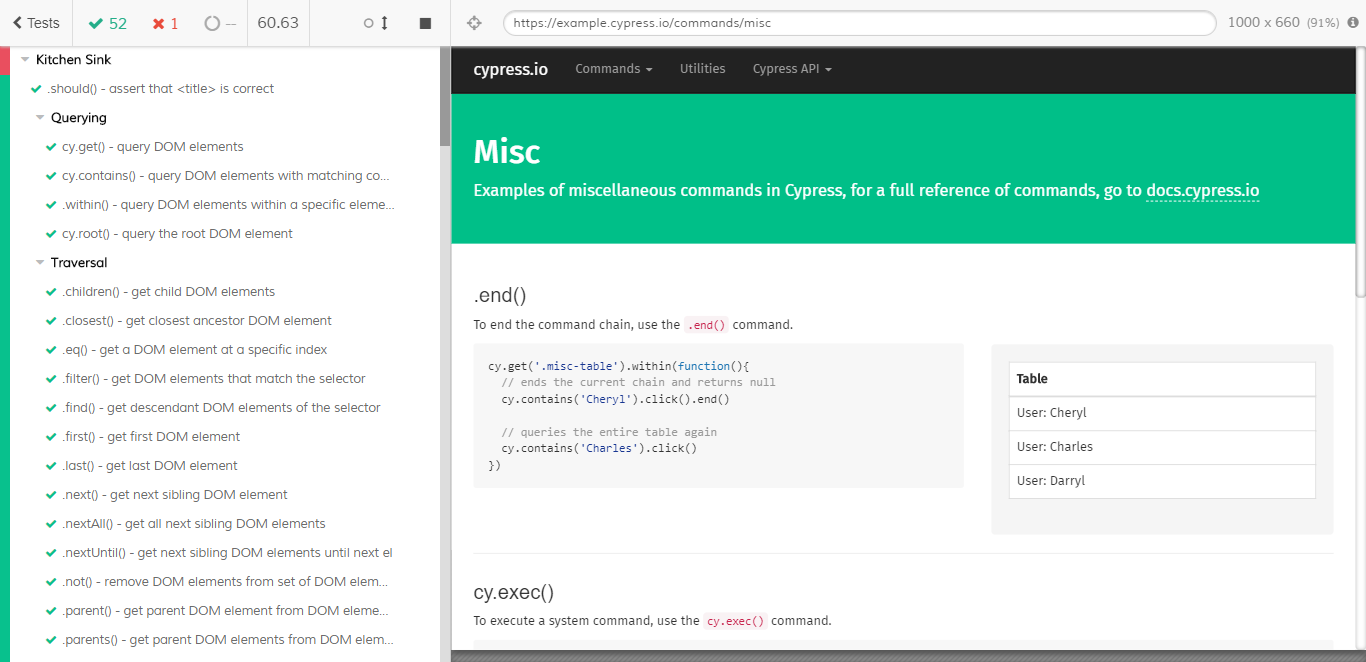 Tests 52 1 -- 60.63
https://example.cypress.io/commands/misc 1000 x 660 (91%)
Kitchen Sink
.should() - assert that <title> is correct
Querying
cy.get() - query DOM elements
cy.contains() - query DOM elements with matching co...
.within() - query DOM elements within a specific eleme...
cy.root() - query the root DOM element
Traversal
.children() - get child DOM elements
.closest() - get closest ancestor DOM element
.eq() - get a DOM element at a specific index
.filter() - get DOM elements that match the selector
.find() - get descendant DOM elements of the selector
.first() - get first DOM element
.last() - get last DOM element
.next() - get next sibling DOM element
.nextAll() - get all next sibling DOM elements
.nextUntil() - get next sibling DOM elements until next el
.not() - remove DOM elements from set of DOM elem...
.parent() - get parent DOM element from DOM eleme...
.parents() - get parent DOM elements from DOM elem...
cypress.io Commands Utilities Cypress API
Misc
Examples of miscellaneous commands in Cypress, for a full reference of commands, go to docs.cypress.io
.end()
To end the command chain, use the .end() command.
cy.get('.misc-table').within(function(){
// ends the current chain and returns null
cy.contains('Cheryl').click().end()
// queries the entire table again
cy.contains('Charles').click()
})
Table
User: Cheryl
User: Charles
User: Darryl
cy.exec()
To execute a system command, use the cy.exec() command.